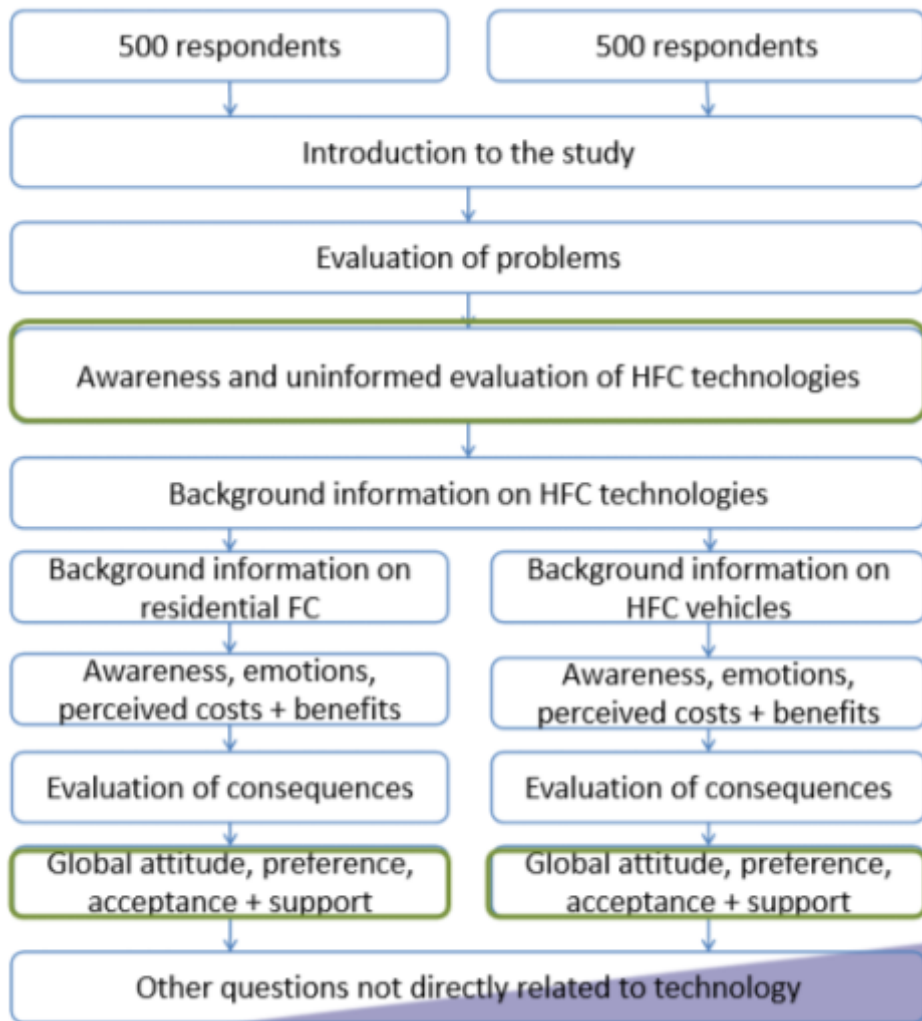 500 respondents
500 respondents
Introduction to the study
Evaluation of problems
Awareness and uninformed evaluation of HFC technologies
Background information on HFC technologies
Background information on
residential FC
Background information on
HFC vehicles
Awareness, emotions,
perceived costs + benefits
Awareness, emotions,
perceived costs + benefits
Evaluation of consequences
Evaluation of consequences
Global attitude, preference,
acceptance + support
Global attitude, preference,
acceptance + support
Other questions not directly related to technology